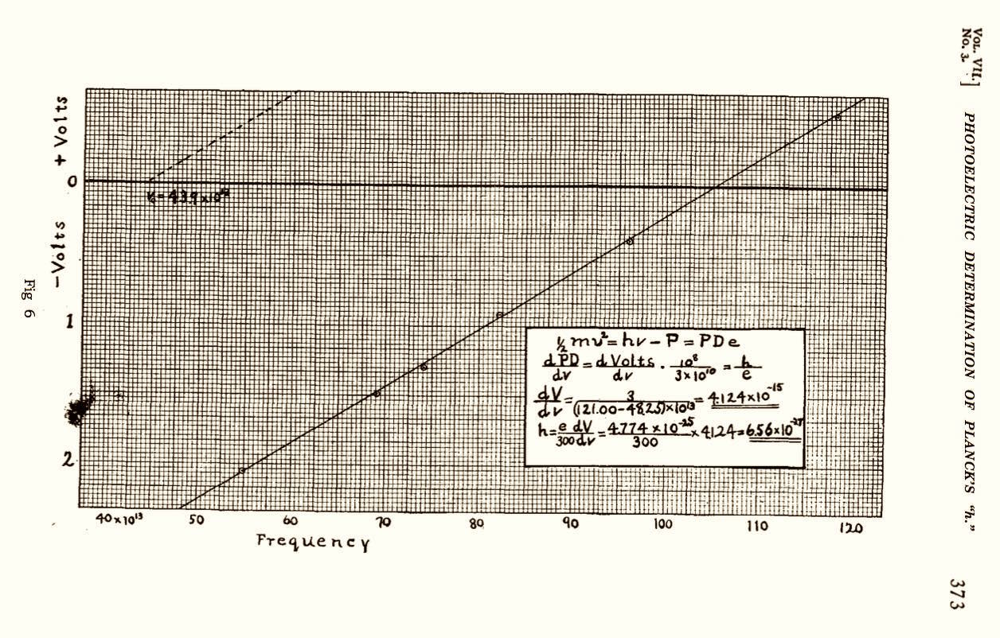 VOL. VII.
No. 3.
]
PHOTOELECTRIC DETERMINATION OF PLANCK'S "h."
373
+ Volts
0
ν₀=43.9×10¹³
−Volts
1
½mv²=hν−P=PDe
dPD/dν=dVolts/dν·10⁸/3×10¹⁰=h/e
dV/dν=3/(121.00−48.25)×10¹³=4.124×10⁻¹⁵
h=e/300 dV/dν=4.774×10⁻²⁵/300×4.124=6.56×10⁻²⁷
2
40×10¹³ 50 60 70 80 90 100 110 120
Frequency
Fig 6